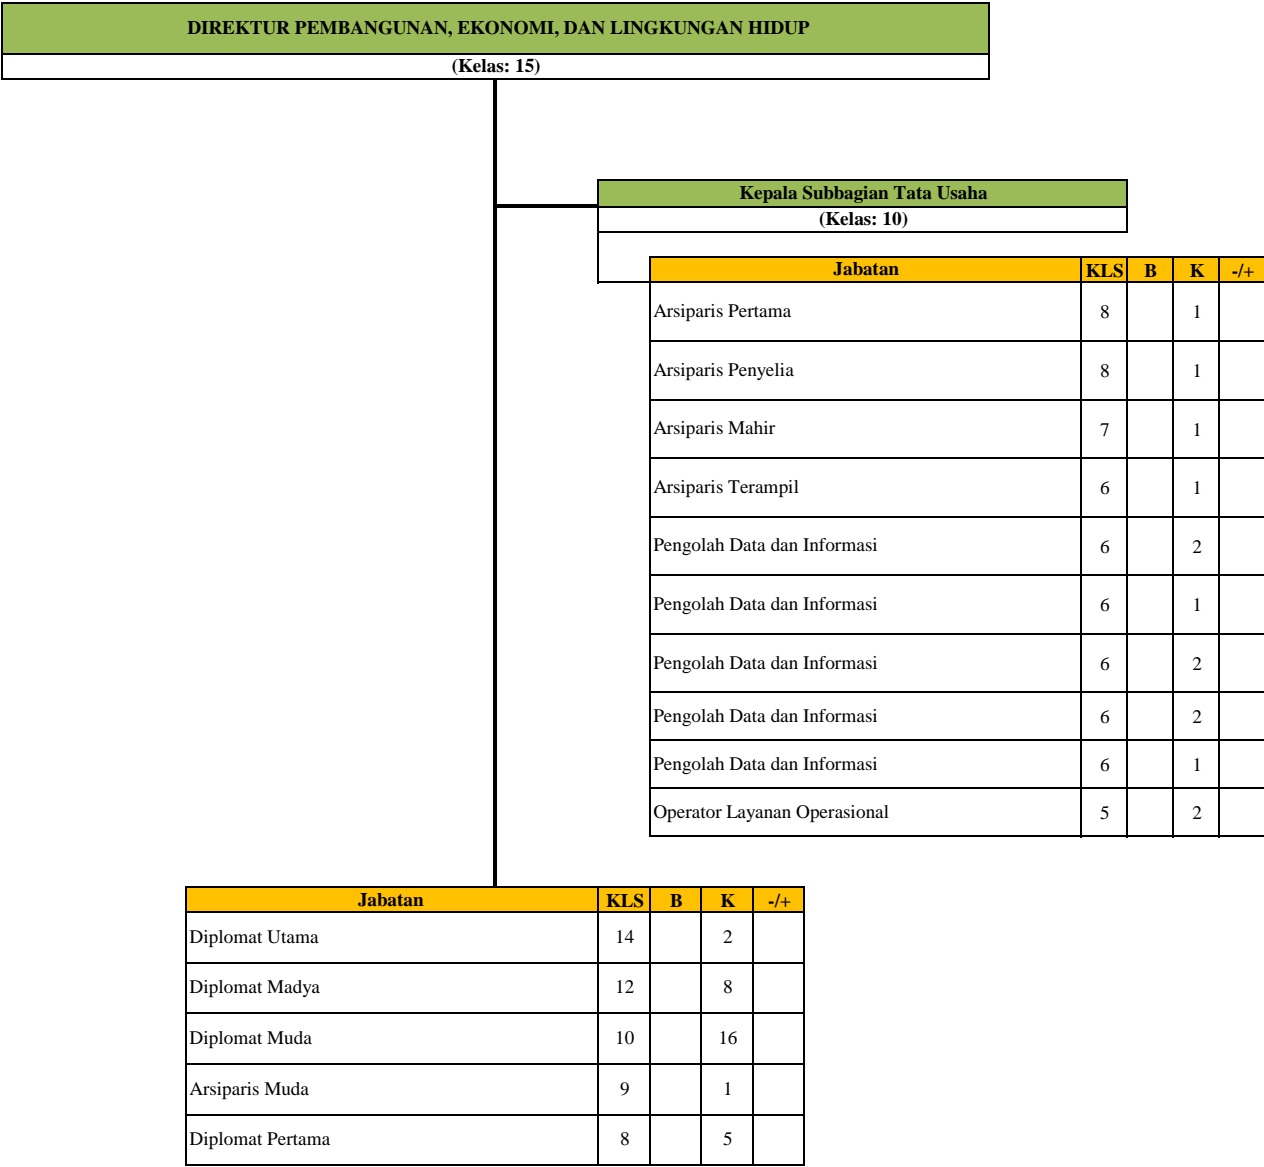 DIREKTUR PEMBANGUNAN, EKONOMI, DAN LINGKUNGAN HIDUP
(Kelas: 15)
Kepala Subbagian Tata Usaha
(Kelas: 10)
Jabatan KLS B K -/+
Arsiparis Pertama 8 1
Arsiparis Penyelia 8 1
Arsiparis Mahir 7 1
Arsiparis Terampil 6 1
Pengolah Data dan Informasi 6 2
Pengolah Data dan Informasi 6 1
Pengolah Data dan Informasi 6 2
Pengolah Data dan Informasi 6 2
Pengolah Data dan Informasi 6 1
Operator Layanan Operasional 5 2
Jabatan KLS B K -/+
Diplomat Utama 14 2
Diplomat Madya 12 8
Diplomat Muda 10 16
Arsiparis Muda 9 1
Diplomat Pertama 8 5